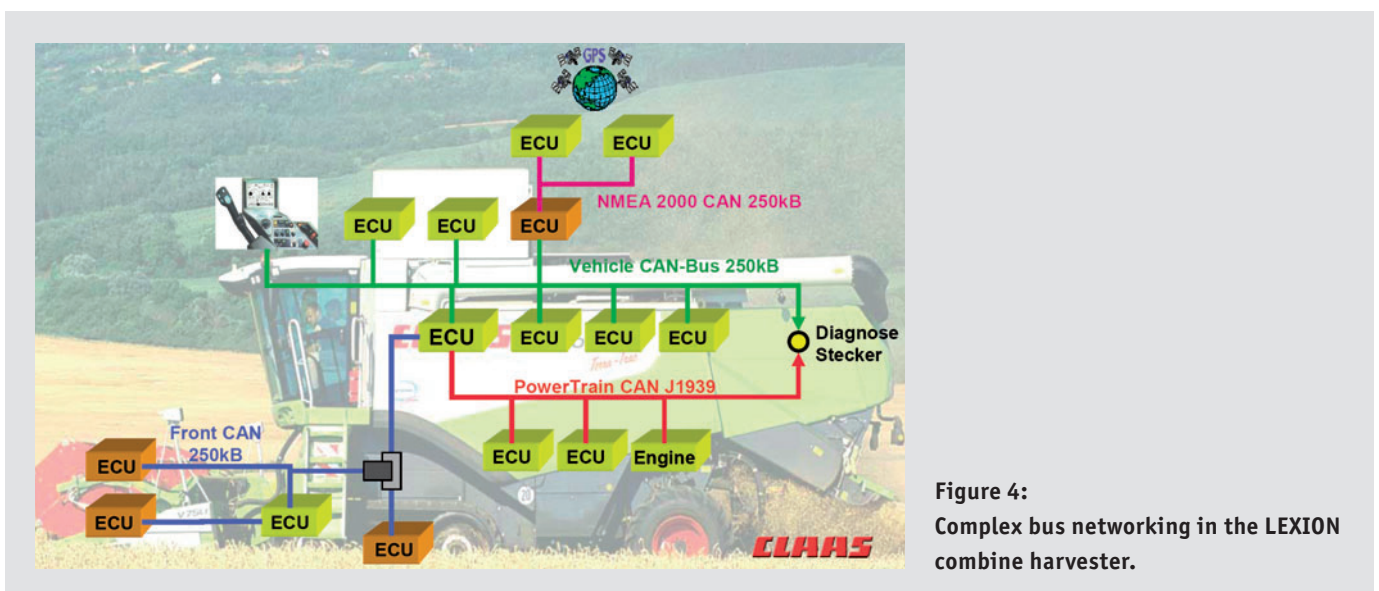 GPS
ECU ECU
NMEA 2000 CAN 250kB
ECU ECU ECU
Vehicle CAN-Bus 250kB
ECU ECU ECU ECU
Diagnose
Stecker
PowerTrain CAN J1939
Front CAN
250kB
ECU
ECU ECU Engine
ECU ECU
ECU
20
CLAAS
Figure 4:
Complex bus networking in the LEXION
combine harvester.